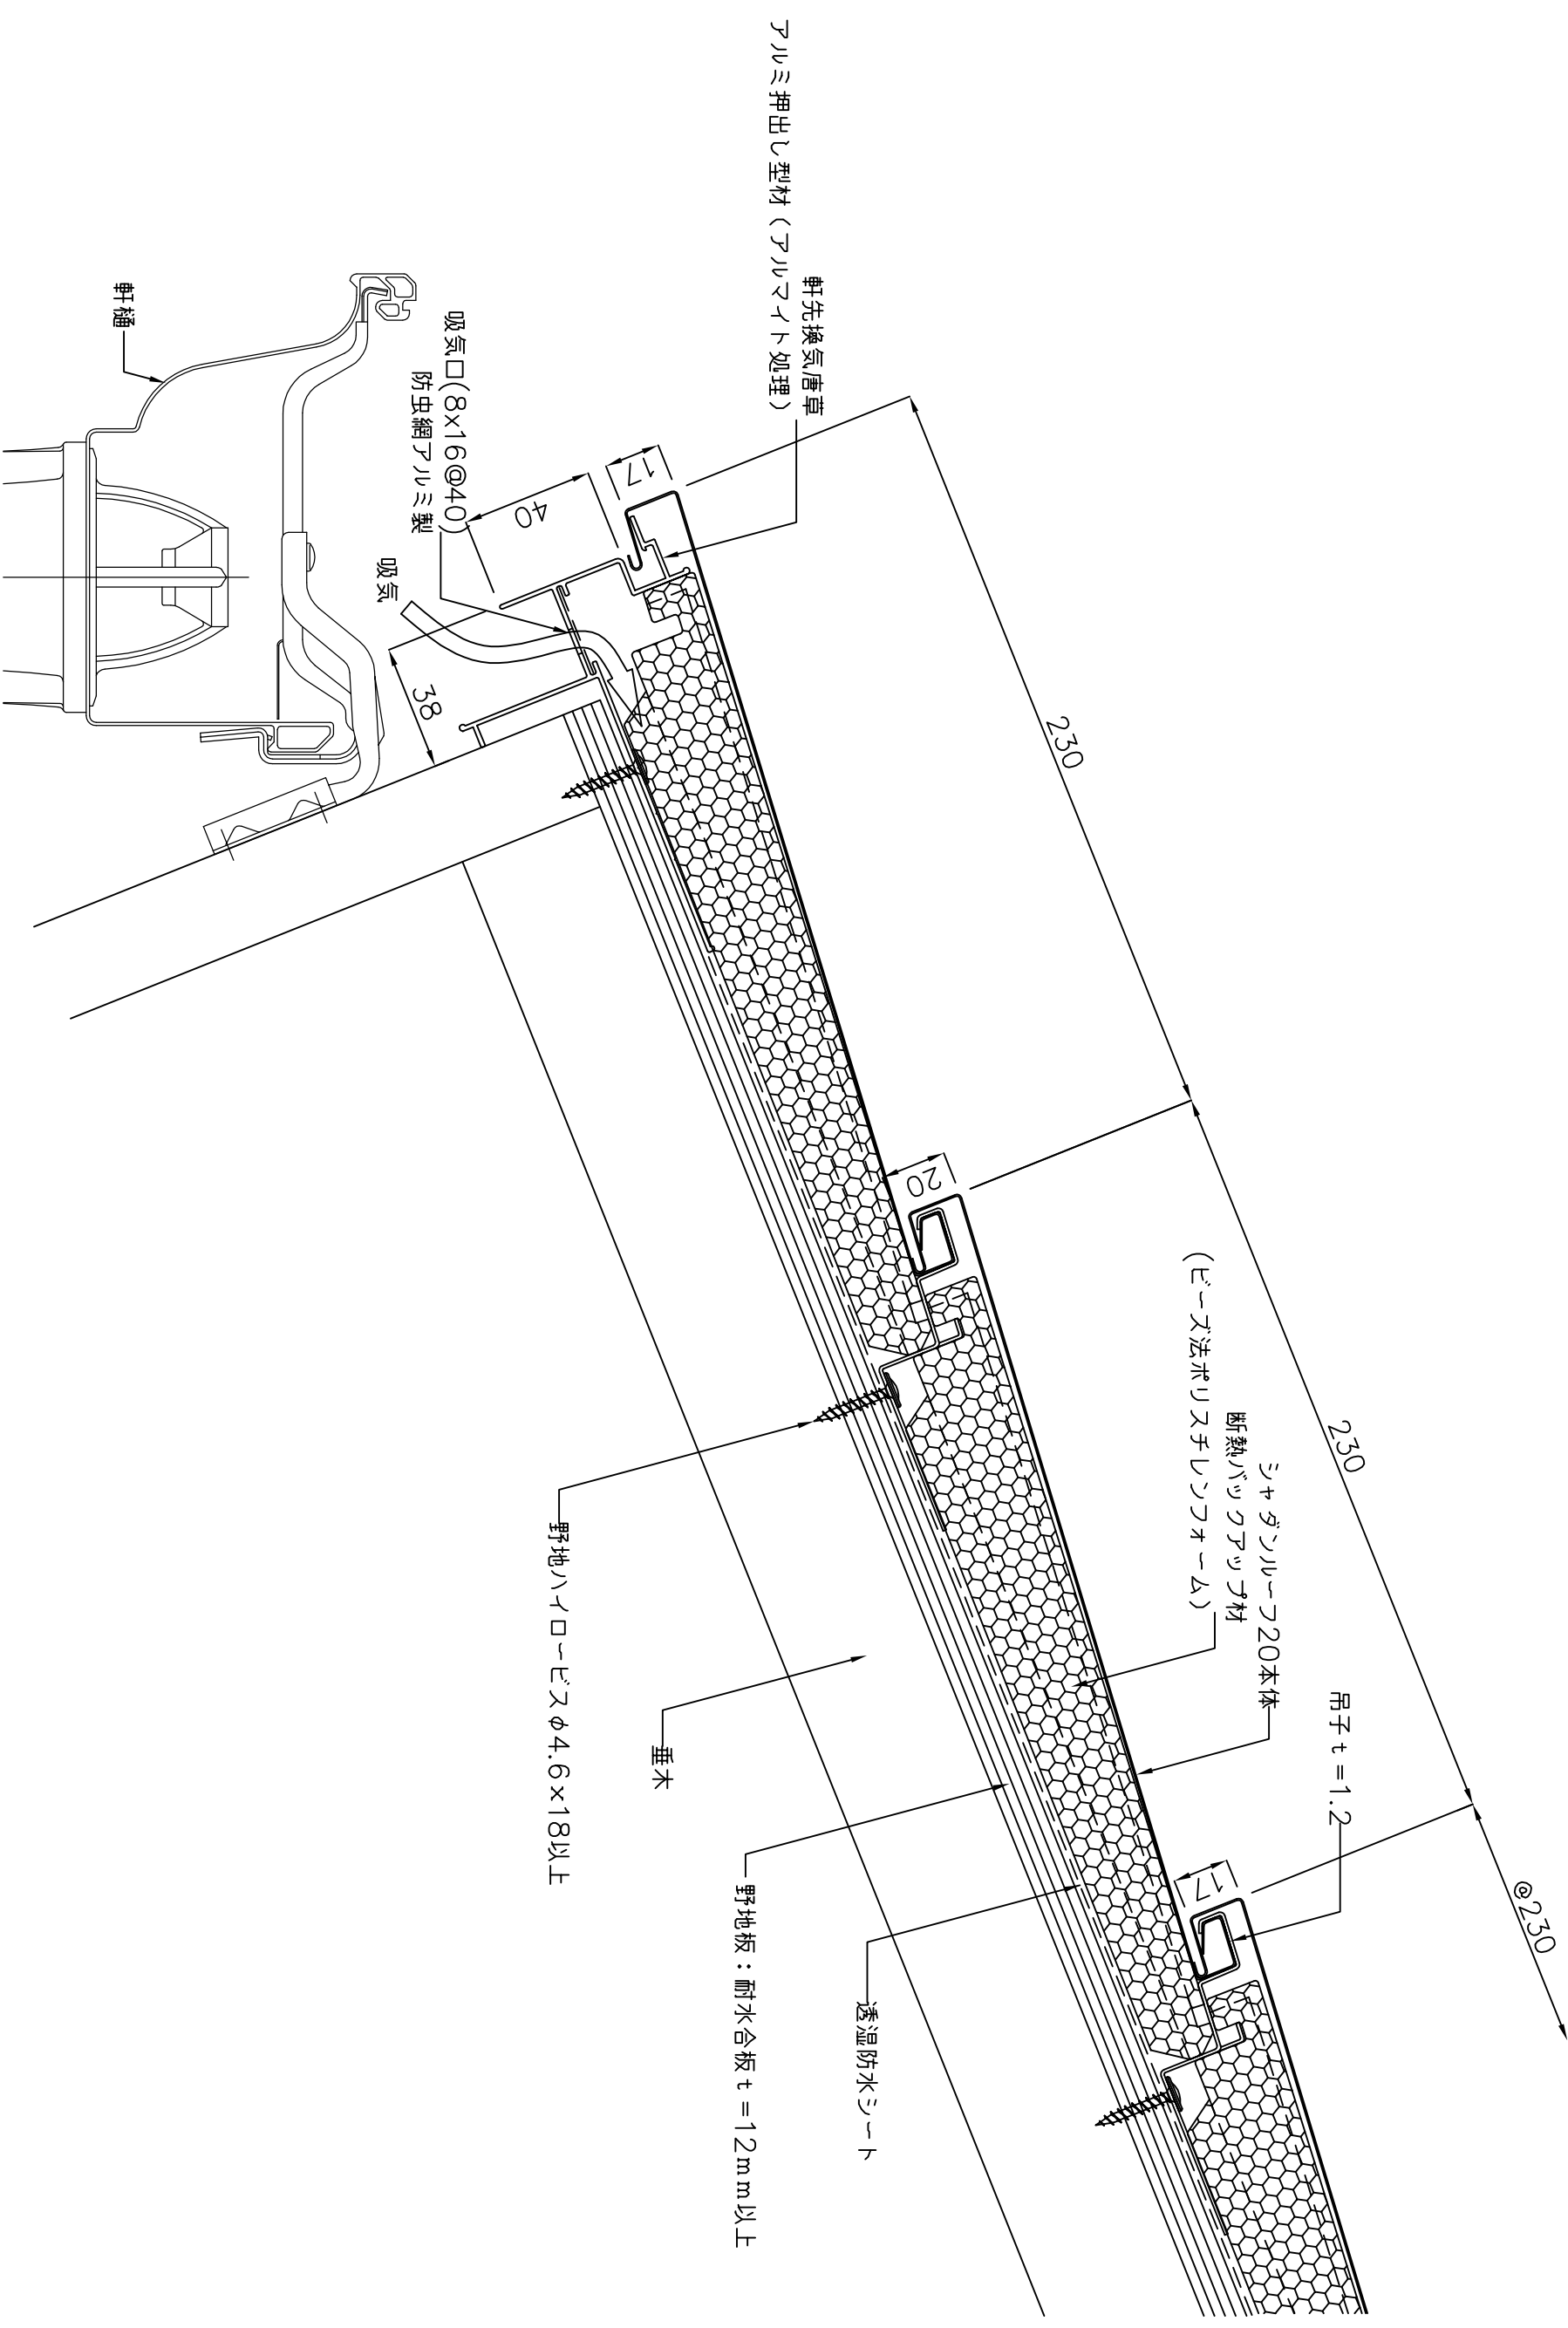 @230
230
230
吊子ｔ=1.2
シャダンルーフ20本体
断熱バックアップ材
(ビーズ法ポリスチレンフォーム)
17
20
17
40
38
軒先換気唐草
アルミ押出し型材(アルマイト処理)
吸気口(8x16@40)
防虫網アルミ製
吸気
軒樋
透湿防水シート
野地板：耐水合板ｔ=12mm以上
垂木
野地ハイロービスφ4.6x18以上